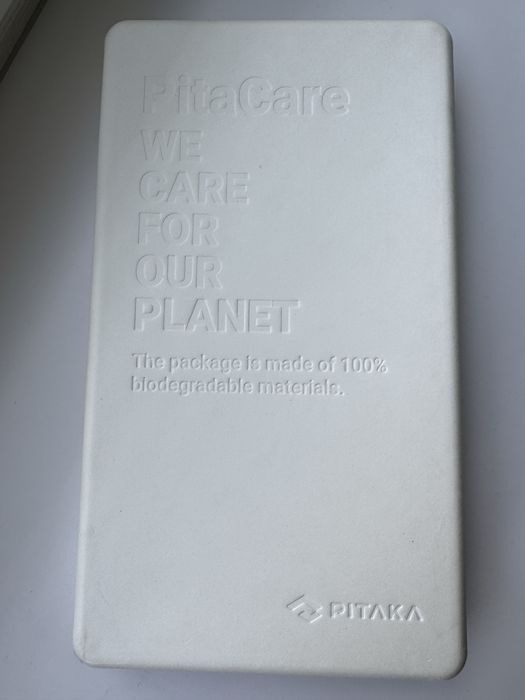 PitaCare
WE
CARE
FOR
OUR
PLANET
The package is made of 100%
biodegradable materials.
PITAKA